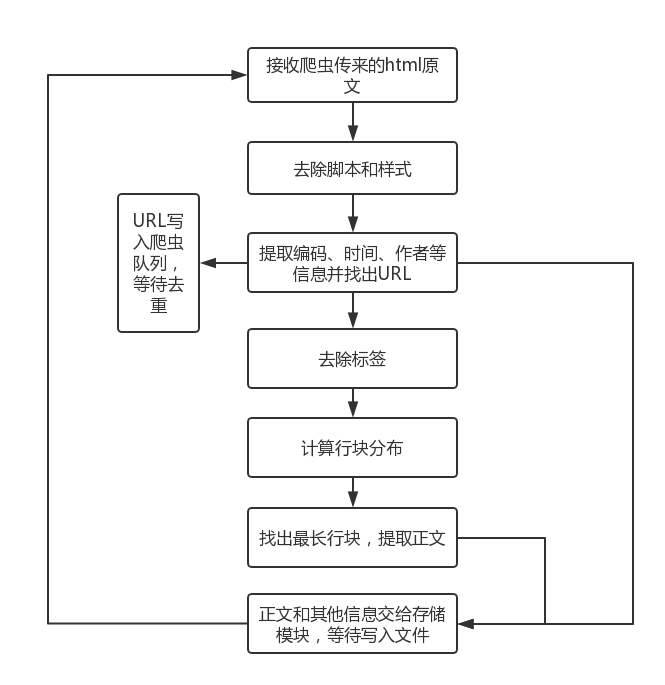 接收爬虫传来的html原
文
去除脚本和样式
URL写
入爬虫
队列，
等待去
重
提取编码、时间、作者等
信息并找出URL
去除标签
计算行块分布
找出最长行块，提取正文
正文和其他信息交给存储
模块，等待写入文件